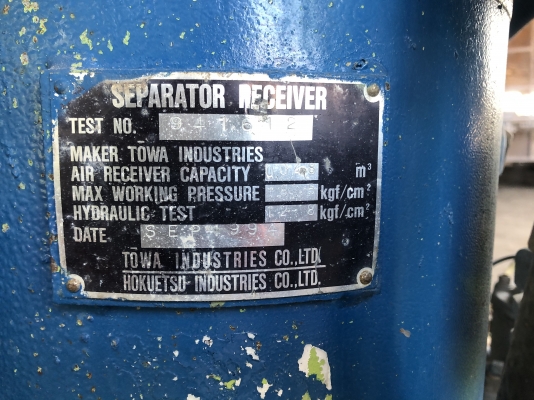 SEPARATOR RECEIVER
TEST NO.
MAKER TOWA INDUSTRIES
AIR RECEIVER CAPACITY m³
MAX WORKING PRESSURE kgf/cm²
HYDRAULIC TEST kgf/cm²
DATE SEP
TOWA INDUSTRIES CO.,LTD.
HOKUETSU INDUSTRIES CO.,LTD.